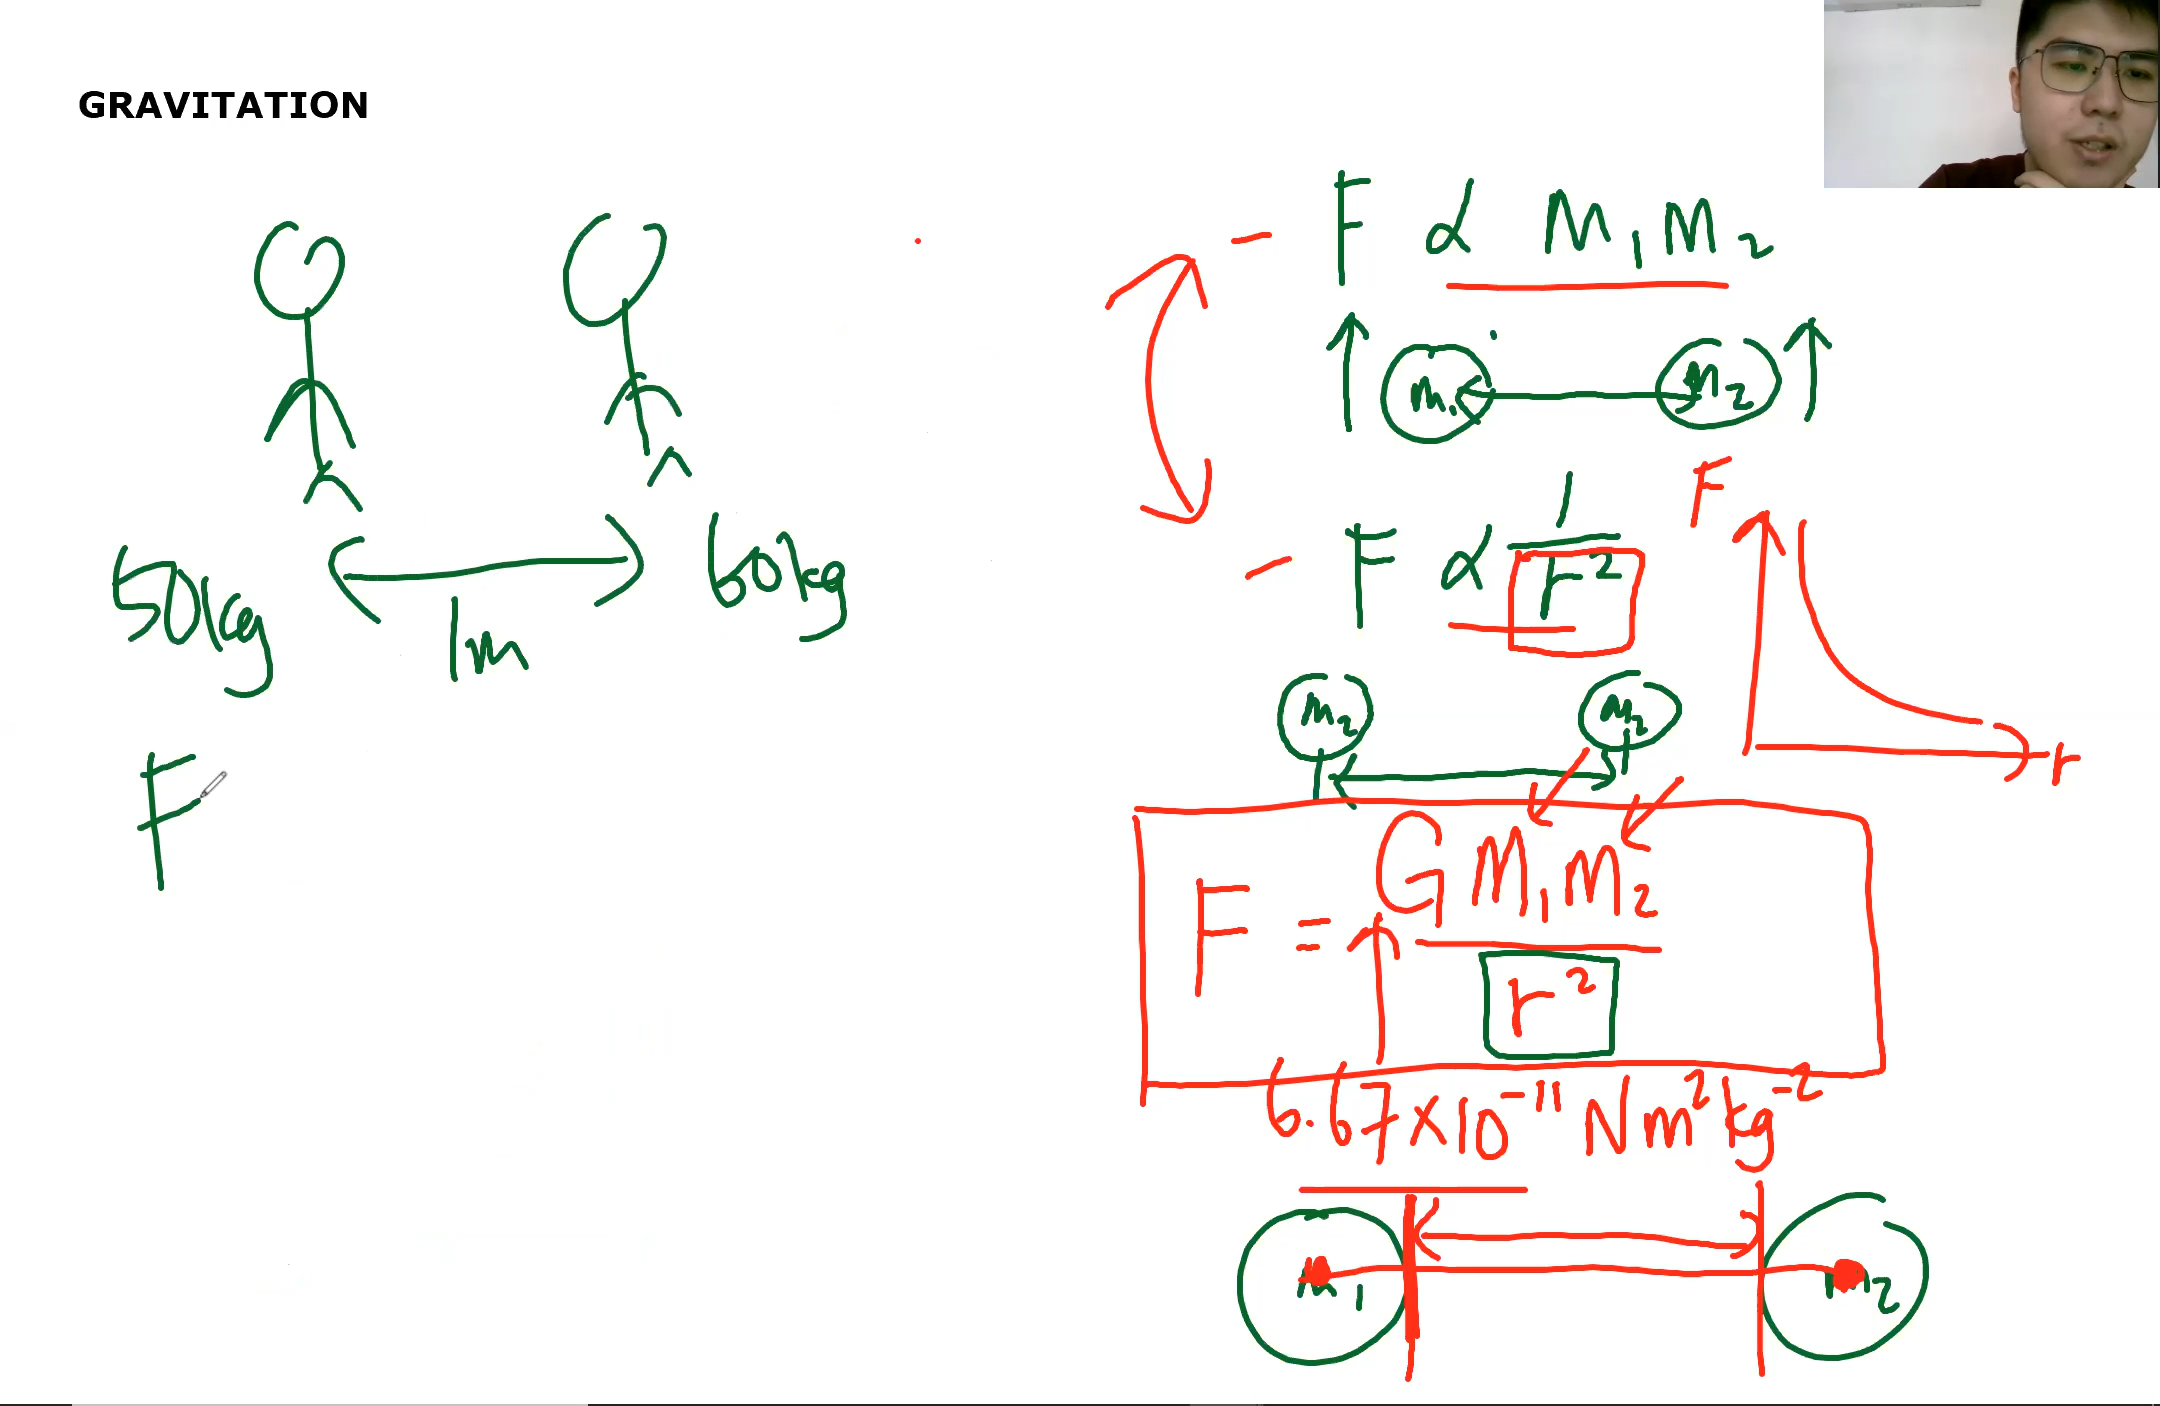 GRAVITATION
50kg
1m
60kg
F
- F ∝ M₁M₂
m₁ m₂
- F ∝ 1/r²
F
r
m₂ m₂
F = GM₁M₂/r²
6.67×10⁻¹¹ Nm²kg⁻²
m₁ m₂